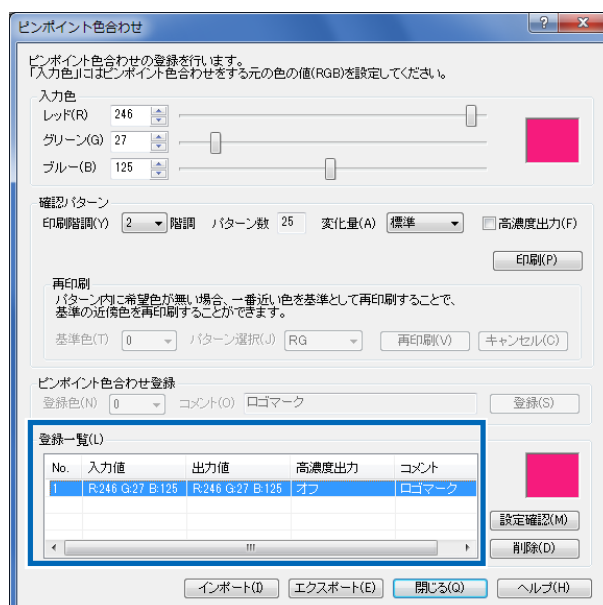 ピンポイント色合わせ
ピンポイント色合わせの登録を行います。
「入力色」にはピンポイント色合わせをする元の色の値(RGB)を設定してください。
入力色
レッド(R) 246
グリーン(G) 27
ブルー(B) 125
確認パターン
印刷階調(Y) 2 階調 パターン数 25 変化量(A) 標準 高濃度出力(F)
印刷(P)
再印刷
パターン内に希望色が無い場合、一番近い色を基準として再印刷することで、
基準の近傍色を再印刷することができます。
基準色(T) 0 パターン選択(J) RG 再印刷(V) キャンセル(C)
ピンポイント色合わせ登録
登録色(N) 0 コメント(O) ロゴマーク 登録(S)
登録一覧(L)
No. 入力値 出力値 高濃度出力 コメント
1 R:246 G:27 B:125 R:246 G:27 B:125 オフ ロゴマーク
設定確認(M)
削除(D)
インポート(I) エクスポート(E) 閉じる(Q) ヘルプ(H)